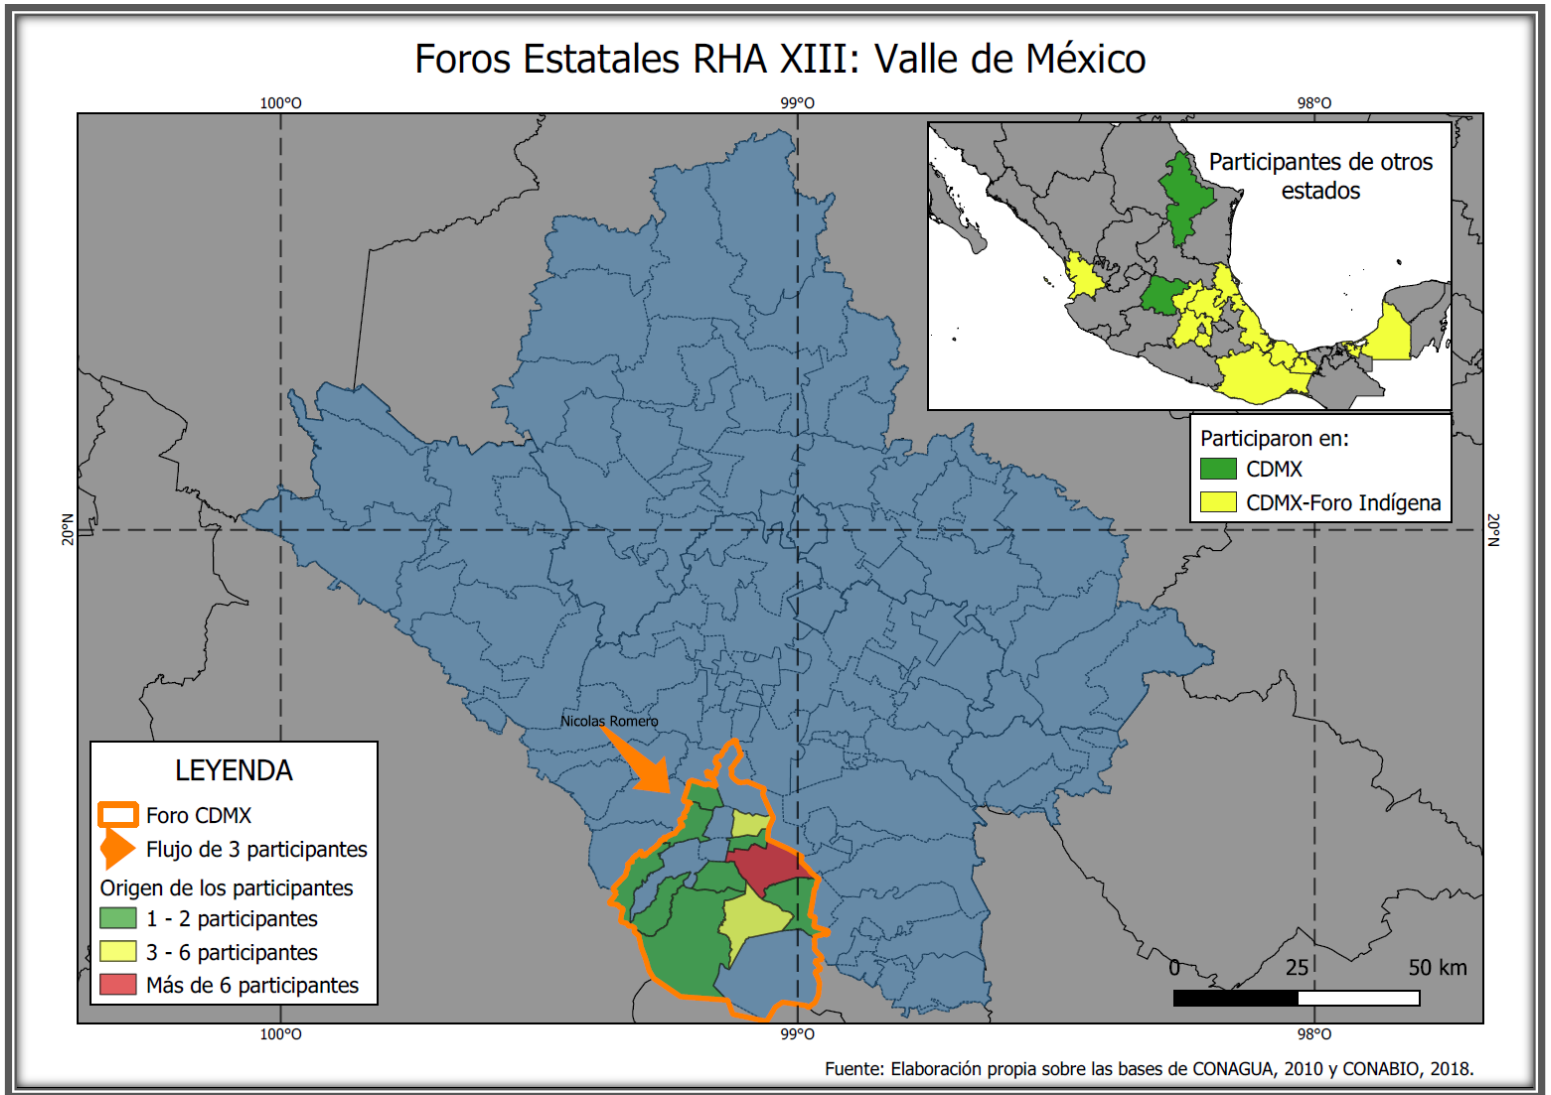 Foros Estatales RHA XIII: Valle de México
100°O
99°O
98°O
Participantes de otros
estados
Participaron en:
CDMX
CDMX-Foro Indígena
20°N
20°N
Nicolas Romero
LEYENDA
Foro CDMX
Flujo de 3 participantes
Origen de los participantes
1 - 2 participantes
3 - 6 participantes
Más de 6 participantes
0 25 50 km
100°O
99°O
98°O
Fuente: Elaboración propia sobre las bases de CONAGUA, 2010 y CONABIO, 2018.